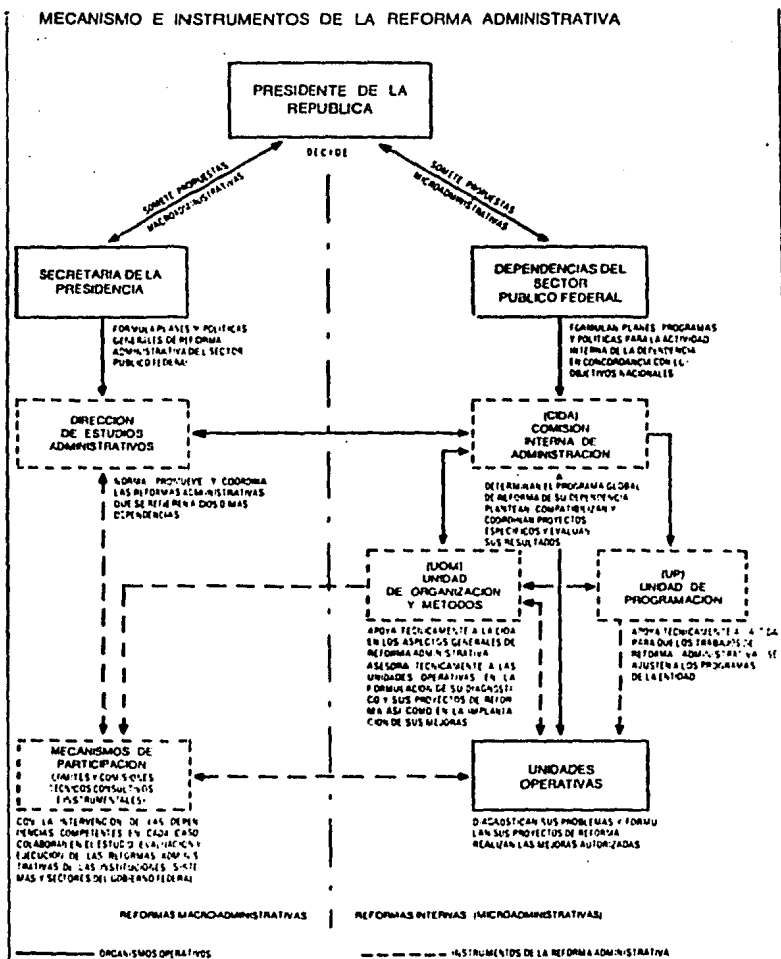 MECANISMO E INSTRUMENTOS DE LA REFORMA ADMINISTRATIVA
PRESIDENTE DE LA
REPUBLICA
DECIDE
SOMETE PROPUESTAS
MACROADMINISTRATIVAS
SOMETE PROPUESTAS
MICROADMINISTRATIVAS
SECRETARIA DE LA
PRESIDENCIA
DEPENDENCIAS DEL
SECTOR
PUBLICO FEDERAL
FORMULA PLANES Y POLITICAS
GENERALES DE REFORMA
ADMINISTRATIVA DEL SECTOR
PUBLICO FEDERAL
FORMULAN PLANES PROGRAMAS
Y POLITICAS PARA LA ACTIVIDAD
INTERNA DE LA DEPENDENCIA
EN CONCORDANCIA CON
OBJETIVOS NACIONALES
DIRECCION
DE ESTUDIOS
ADMINISTRATIVOS
(CIDA)
COMISION
INTERNA DE
ADMINISTRACION
NORMA PROMUEVE Y COORDINA
LAS REFORMAS ADMINISTRATIVAS
QUE SE REFIEREN A DOS O MAS
DEPENDENCIAS
DETERMINAN EL PROGRAMA GLOBAL
DE REFORMA DE SU DEPENDENCIA
PLANTEAN, COMPATIBILIZAN Y
COORDINAN PROYECTOS
ESPECIFICOS Y EVALUAN
SUS RESULTADOS
(UOM)
UNIDAD
DE ORGANIZACION
Y METODOS
(UP)
UNIDAD DE
PROGRAMACION
APOYA TECNICAMENTE A LA CIDA
EN LOS ASPECTOS GENERALES DE
REFORMA ADMINISTRATIVA
ASESORA TECNICAMENTE A LAS
UNIDADES OPERATIVAS EN LA
FORMULACION DE SU DIAGNOSTI
CO Y SUS PROYECTOS DE REFOR
MA ASI COMO EN LA IMPLANTA
CION DE SUS MEJORAS
APOYA TECNICAMENTE A LA CIDA
PARA QUE LOS TRABAJOS DE
REFORMA ADMINISTRATIVA SE
AJUSTEN A LOS PROGRAMAS
DE LA ENTIDAD
MECANISMOS DE
PARTICIPACION
(COMITES Y COMISIONES
TECNICOS CONSULTIVOS
E INSTRUMENTALES)
UNIDADES
OPERATIVAS
CON LA INTERVENCION DE LAS DEPEN
DENCIAS COMPETENTES EN CADA CASO
COLABORAN EN EL ESTUDIO EVALUACION Y
EJECUCION DE LAS REFORMAS ADMINIS
TRATIVAS DE LAS INSTITUCIONES SISTE
MAS Y SECTORES DEL GOBIERNO FEDERAL
DIAGNOSTICAN SUS PROBLEMAS Y FORMU
LAN SUS PROYECTOS DE REFORMA
REALIZAN LAS MEJORAS AUTORIZADAS
REFORMAS MACRO-ADMINISTRATIVAS
REFORMAS INTERNAS (MICROADMINISTRATIVAS)
ORGANISMOS OPERATIVOS
INSTRUMENTOS DE LA REFORMA ADMINISTRATIVA